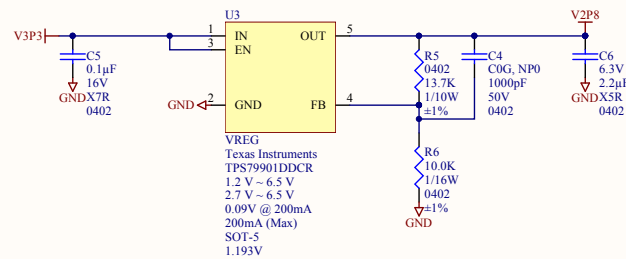 U3
V3P3
V2P8
1
IN
OUT
5
3
EN
C5
0.1µF
16V
X7R
0402
GND
R5
0402
13.7K
1/10W
±1%
C4
C0G, NP0
1000pF
50V
0402
C6
6.3V
2.2µF
X5R
0402
GND
GND
2
GND
FB
4
VREG
Texas Instruments
TPS79901DDCR
1.2 V ~ 6.5 V
2.7 V ~ 6.5 V
0.09V @ 200mA
200mA (Max)
SOT-5
1.193V
R6
10.0K
1/16W
0402
±1%
GND